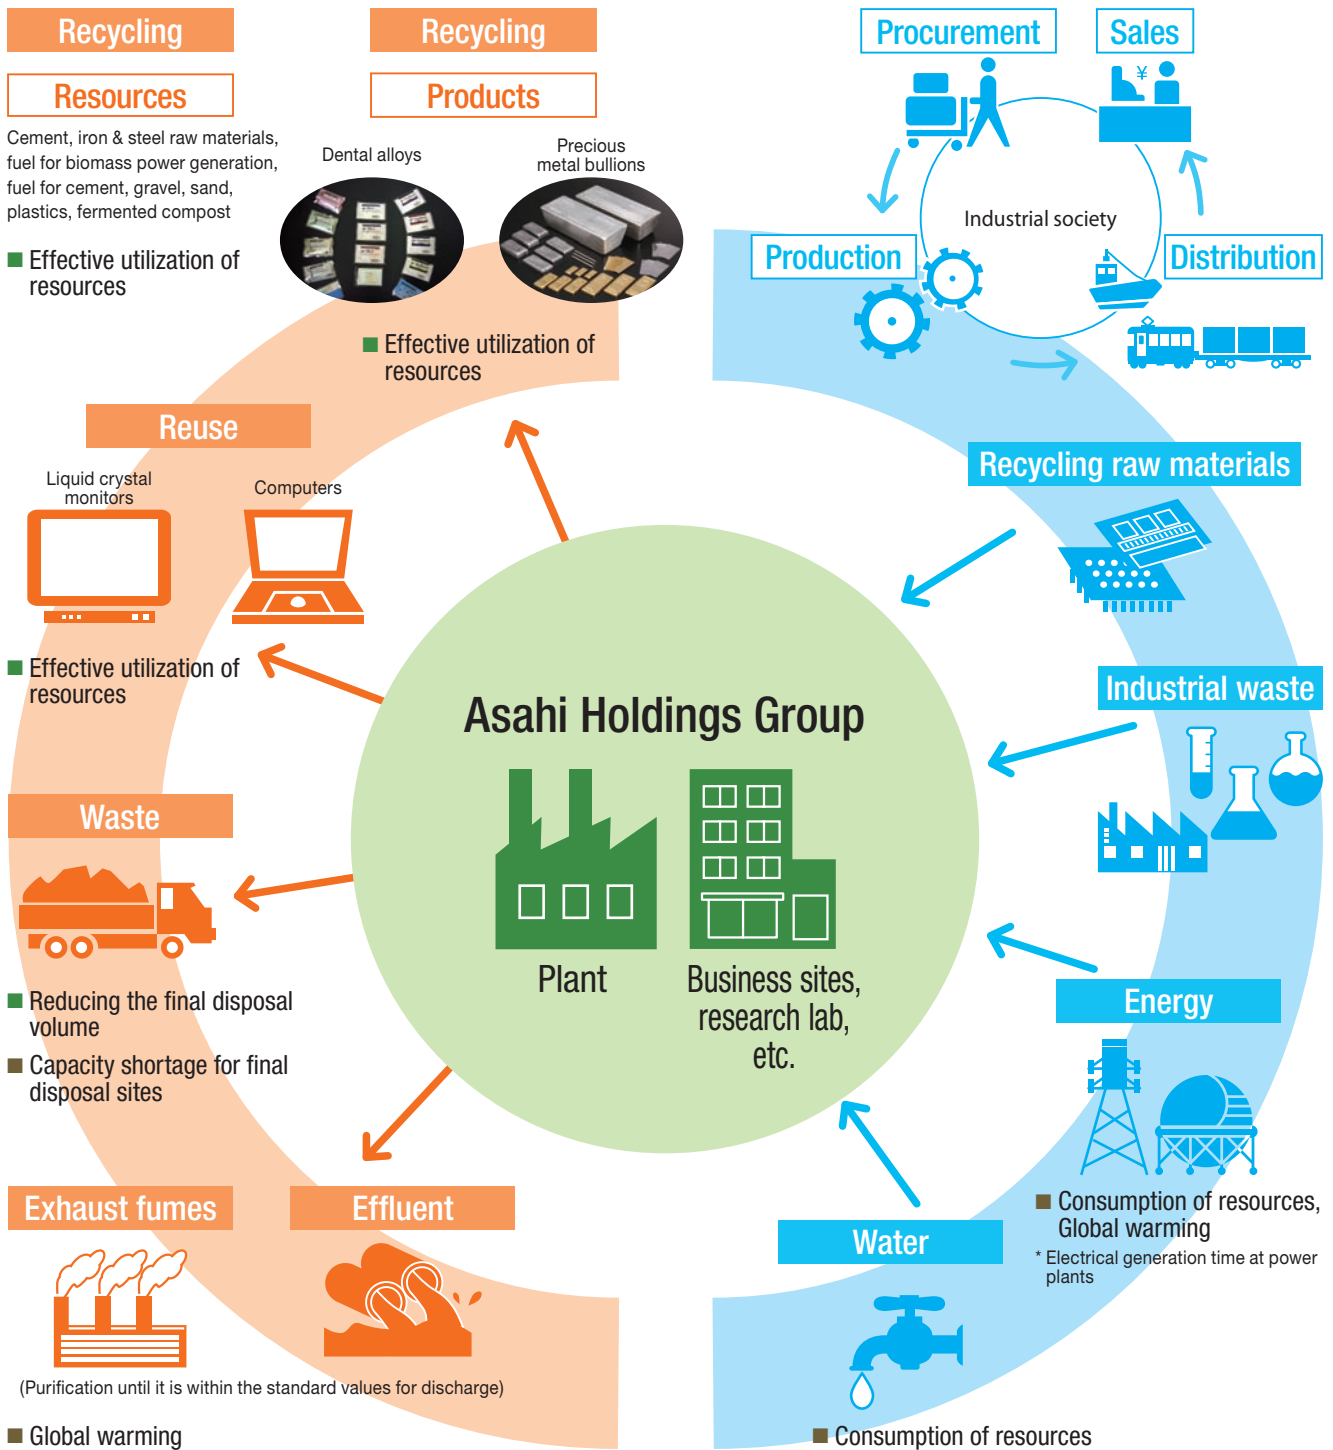 Recycling
Resources
Cement, iron & steel raw materials,
fuel for biomass power generation,
fuel for cement, gravel, sand,
plastics, fermented compost
■ Effective utilization of
resources
Recycling
Products
Dental alloys
Precious
metal bullions
■ Effective utilization of
resources
Procurement
Sales
¥
Industrial society
Production
Distribution
Reuse
Liquid crystal
monitors
Computers
■ Effective utilization of
resources
Recycling raw materials
Industrial waste
Asahi Holdings Group
Plant
Business sites,
research lab,
etc.
Waste
■ Reducing the final disposal
volume
■ Capacity shortage for final
disposal sites
Energy
■ Consumption of resources,
Global warming
* Electrical generation time at power
plants
Exhaust fumes
Effluent
(Purification until it is within the standard values for discharge)
■ Global warming
Water
■ Consumption of resources